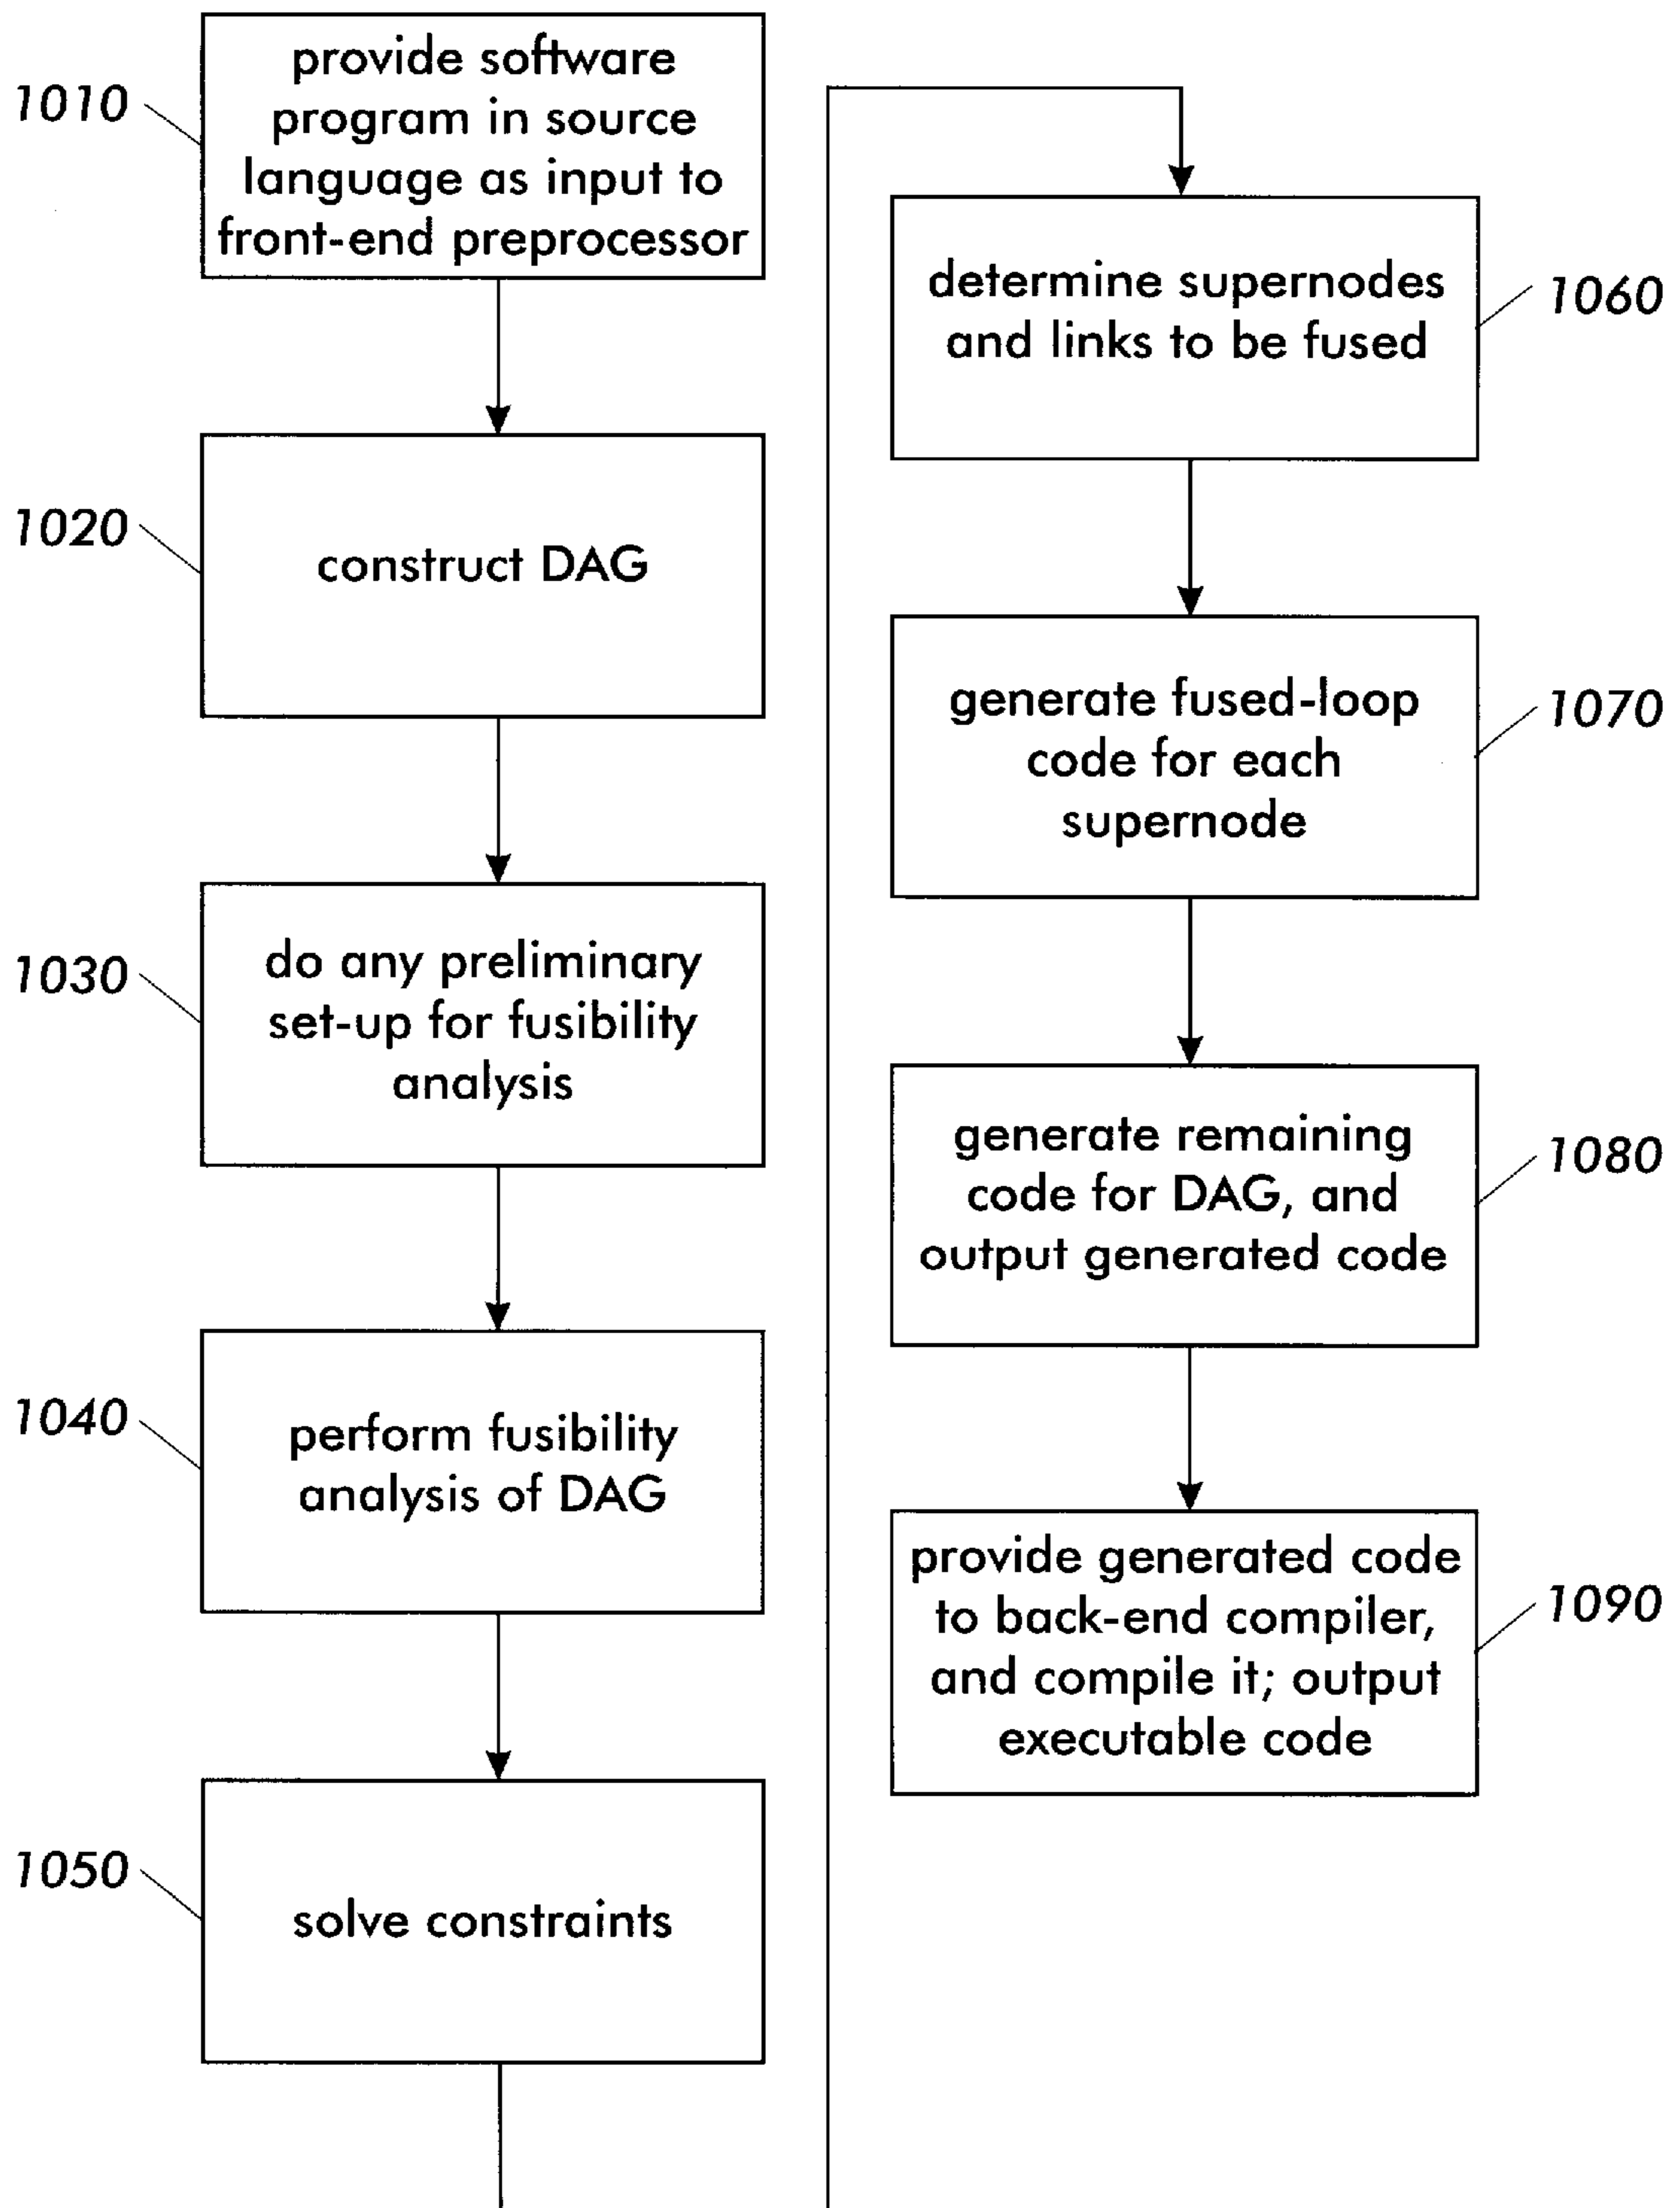 1010
provide software
program in source
language as input to
front-end preprocessor
1020
construct DAG
1030
do any preliminary
set-up for fusibility
analysis
1040
perform fusibility
analysis of DAG
1050
solve constraints
determine supernodes
and links to be fused
1060
generate fused-loop
code for each
supernode
1070
generate remaining
code for DAG, and
output generated code
1080
provide generated code
to back-end compiler,
and compile it; output
executable code
1090